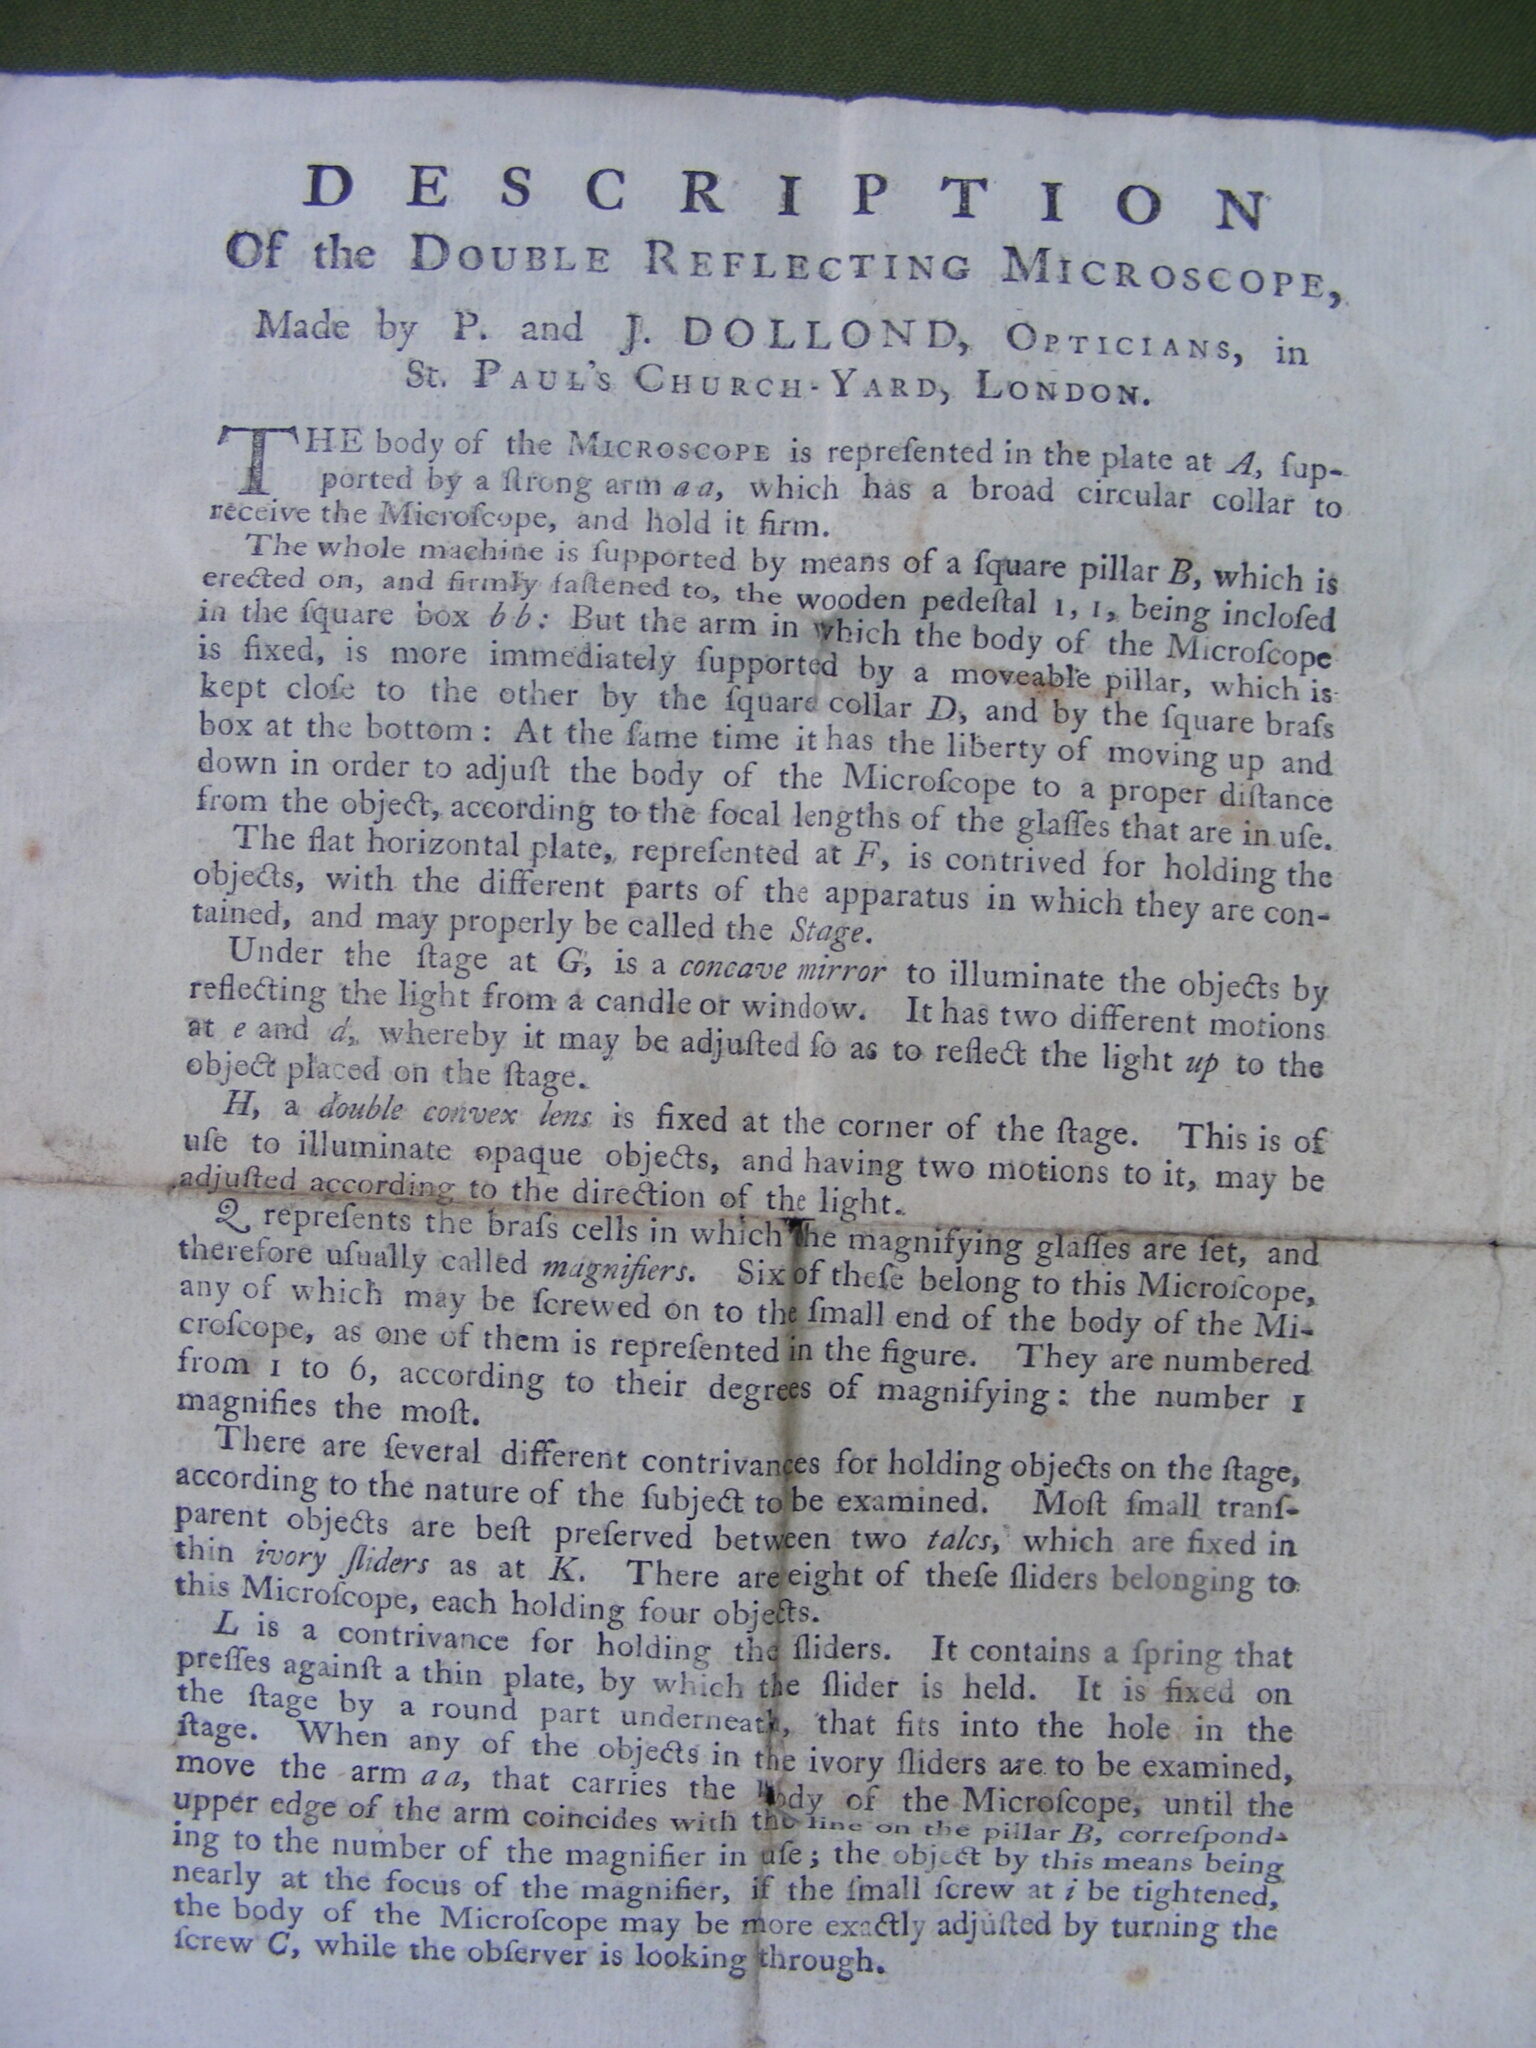 DESCRIPTION
Of the DOUBLE REFLECTING MICROSCOPE,
Made by P. and J. DOLLOND, OPTICIANS, in
St. PAUL'S CHURCH-YARD, LONDON.
THE body of the MICROSCOPE is repreſented in the plate at A, ſup-
ported by a ſtrong arm a a, which has a broad circular collar to
receive the Microſcope, and hold it firm.
The whole machine is ſupported by means of a ſquare pillar B, which is
erected on, and firmly faſtened to, the wooden pedeſtal 1, 1, being incloſed
in the ſquare box b b: But the arm in which the body of the Microſcope
is fixed, is more immediately ſupported by a moveable pillar, which is
kept cloſe to the other by the ſquare collar D, and by the ſquare braſs
box at the bottom: At the ſame time it has the liberty of moving up and
down in order to adjuſt the body of the Microſcope to a proper diſtance
from the object, according to the focal lengths of the glaſſes that are in uſe.
The flat horizontal plate, repreſented at F, is contrived for holding the
objects, with the different parts of the apparatus in which they are con-
tained, and may properly be called the Stage.
Under the ſtage at G, is a concave mirror to illuminate the objects by
reflecting the light from a candle or window. It has two different motions
at e and d, whereby it may be adjuſted ſo as to reflect the light up to the
object placed on the ſtage.
H, a double convex lens is fixed at the corner of the ſtage. This is of
uſe to illuminate opaque objects, and having two motions to it, may be
adjuſted according to the direction of the light.
Q repreſents the braſs cells in which the magnifying glaſſes are ſet, and
therefore uſually called magnifiers. Six of theſe belong to this Microſcope,
any of which may be ſcrewed on to the ſmall end of the body of the Mi-
croſcope, as one of them is repreſented in the figure. They are numbered
from 1 to 6, according to their degrees of magnifying: the number 1
magnifies the moſt.
There are ſeveral different contrivances for holding objects on the ſtage,
according to the nature of the ſubject to be examined. Moſt ſmall tranſ-
parent objects are beſt preſerved between two talcs, which are fixed in
thin ivory ſliders as at K. There are eight of theſe ſliders belonging to
this Microſcope, each holding four objects.
L is a contrivance for holding the ſliders. It contains a ſpring that
preſſes againſt a thin plate, by which the ſlider is held. It is fixed on
the ſtage by a round part underneath, that fits into the hole in the
ſtage. When any of the objects in the ivory ſliders are to be examined,
move the arm a a, that carries the body of the Microſcope, until the
upper edge of the arm coincides with the line on the pillar B, correſpond-
ing to the number of the magnifier in uſe; the object by this means being
nearly at the focus of the magnifier, if the ſmall ſcrew at i be tightened,
the body of the Microſcope may be more exactly adjuſted by turning the
ſcrew C, while the obſerver is looking through.